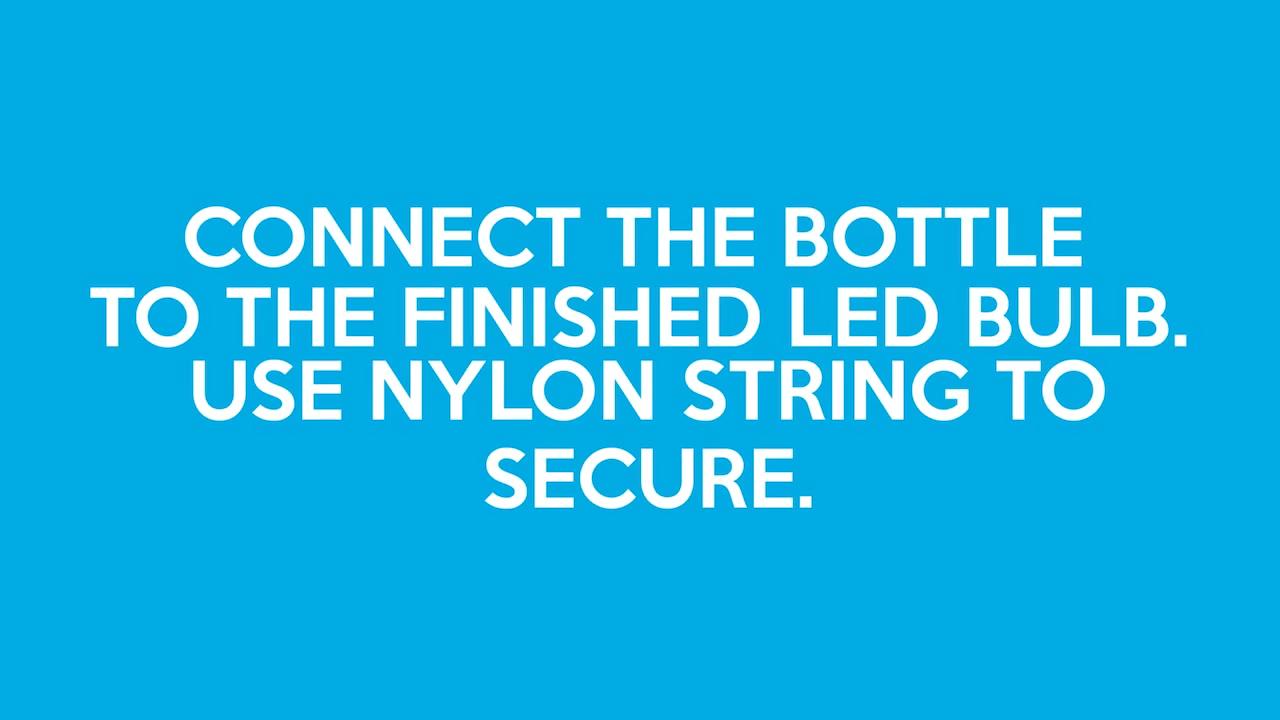 CONNECT THE BOTTLE
TO THE FINISHED LED BULB.
USE NYLON STRING TO
SECURE.